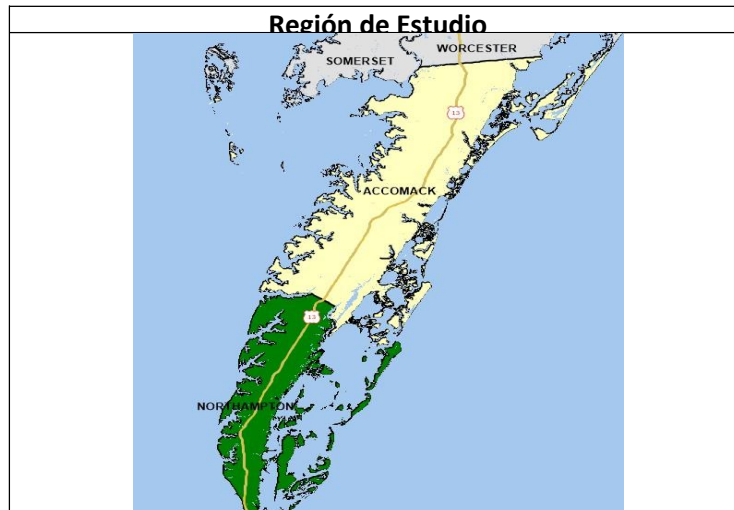 Región de Estudio
WORCESTER
SOMERSET
13
ACCOMACK
13
NORTHAMPTON